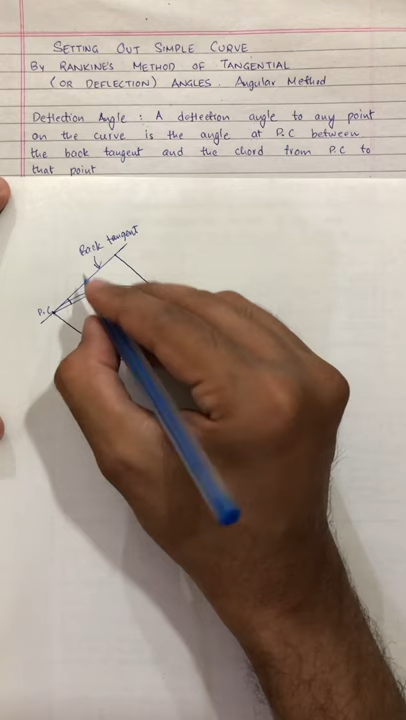 SETTING OUT SIMPLE CURVE
BY RANKINE'S METHOD OF TANGENTIAL
(OR DEFLECTION) ANGLES. Angular Method
Deflection Angle : A deflection angle to any point
on the curve is the angle at P.C between
the back tangent and the chord from P.C to
that point
Back tangent
P.C